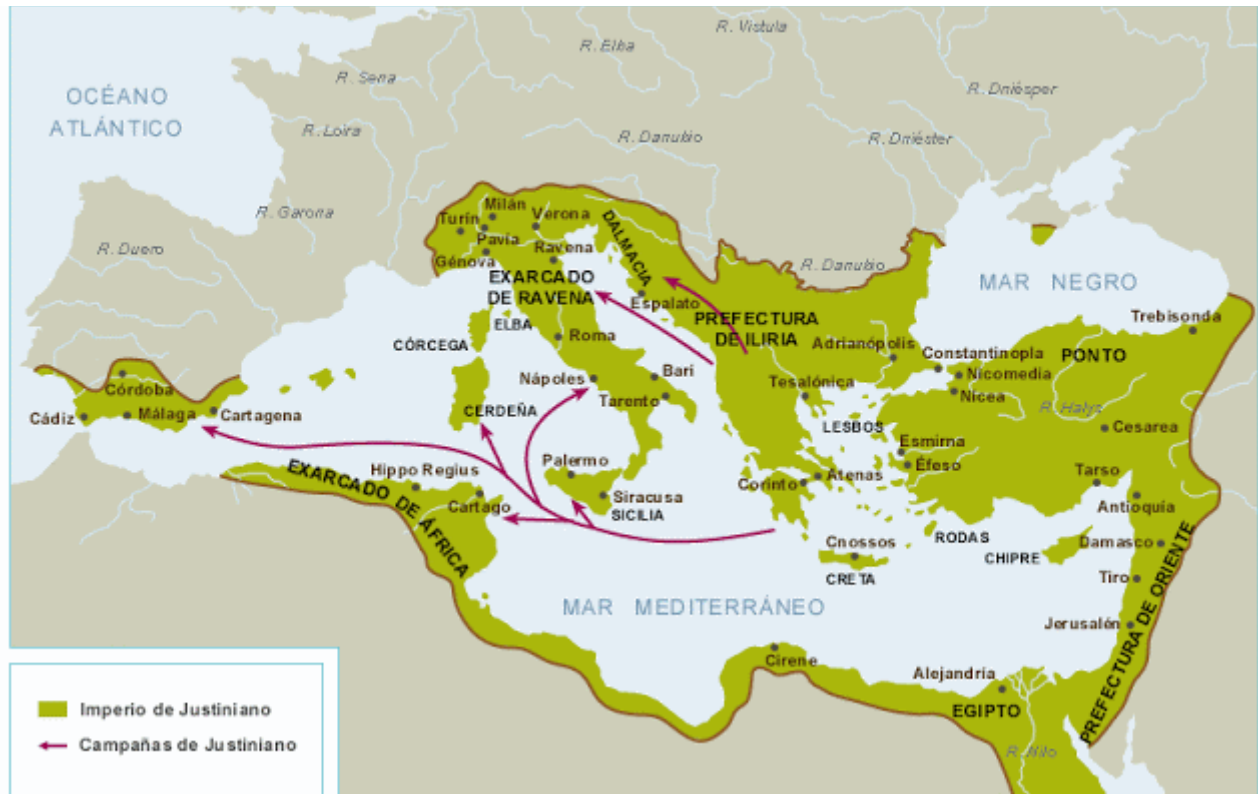 R. Vistula
R. Elba
R. Sena
R. Dniésper
OCÉANO
ATLÁNTICO
R. Loira
R. Danubio
R. Dniéster
R. Garona
R. Duero
Milán
Turín
Verona
Pavía
Génova
Ravena
DALMACIA
R. Danubio
MAR NEGRO
EXARCADO
DE RAVENA
Espalato
ELBA
Roma
CÓRCEGA
PREFECTURA
DE ILIRIA
Adrianópolis
Constantinopla
PONTO
Trebisonda
Nicomedia
Nicea
R. Halys
Nápoles
Bari
Tarento
Tesalónica
CERDEÑA
LESBOS
Córdoba
Cádiz
Málaga
Cartagena
Esmirna
Cesarea
Éfeso
Palermo
Hippo Regius
Cartago
EXARCADO DE ÁFRICA
Siracusa
SICILIA
Corinto
Atenas
Tarso
Antioquía
RODAS
CHIPRE
Damasco
Cnossos
CRETA
Tiro
MAR MEDITERRÁNEO
Jerusalén
PREFECTURA DE ORIENTE
Cirene
Alejandría
EGIPTO
R. Nilo
Imperio de Justiniano
Campañas de Justiniano